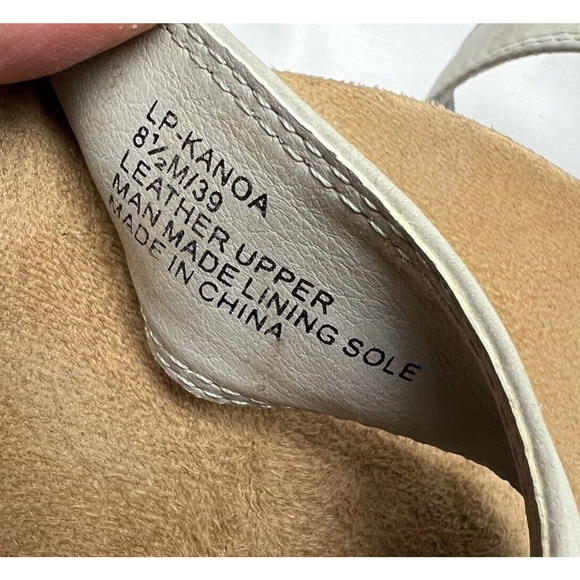 LP-KANOA
8½M/39
LEATHER UPPER
MAN MADE LINING SOLE
MADE IN CHINA